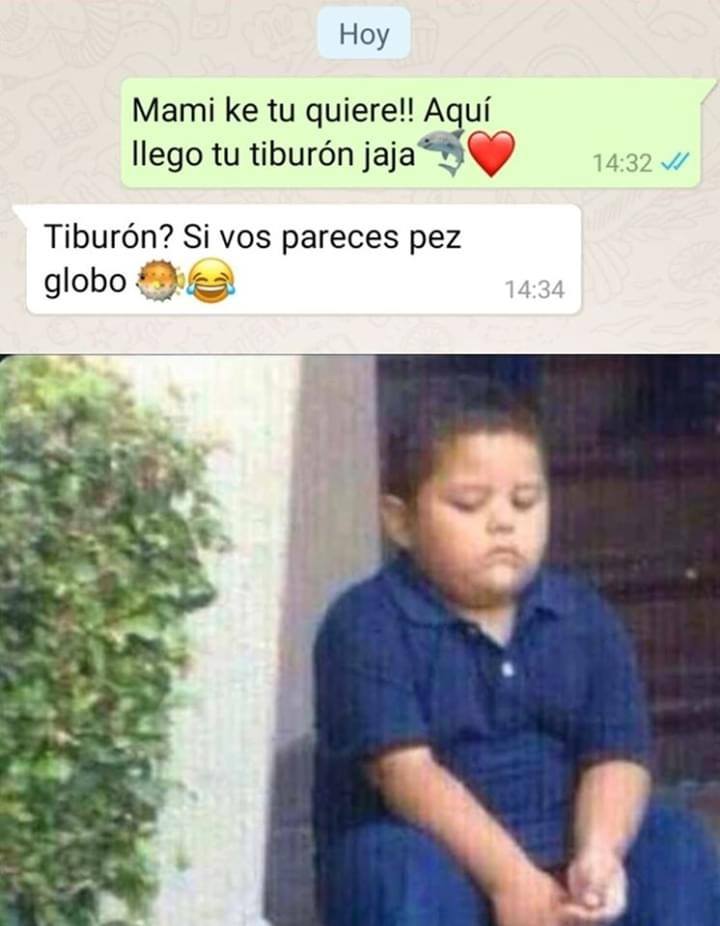 Hoy
Mami ke tu quiere!! Aquí
llego tu tiburón jaja🦈❤️
14:32
Tiburón? Si vos pareces pez
globo 🐡😂
14:34